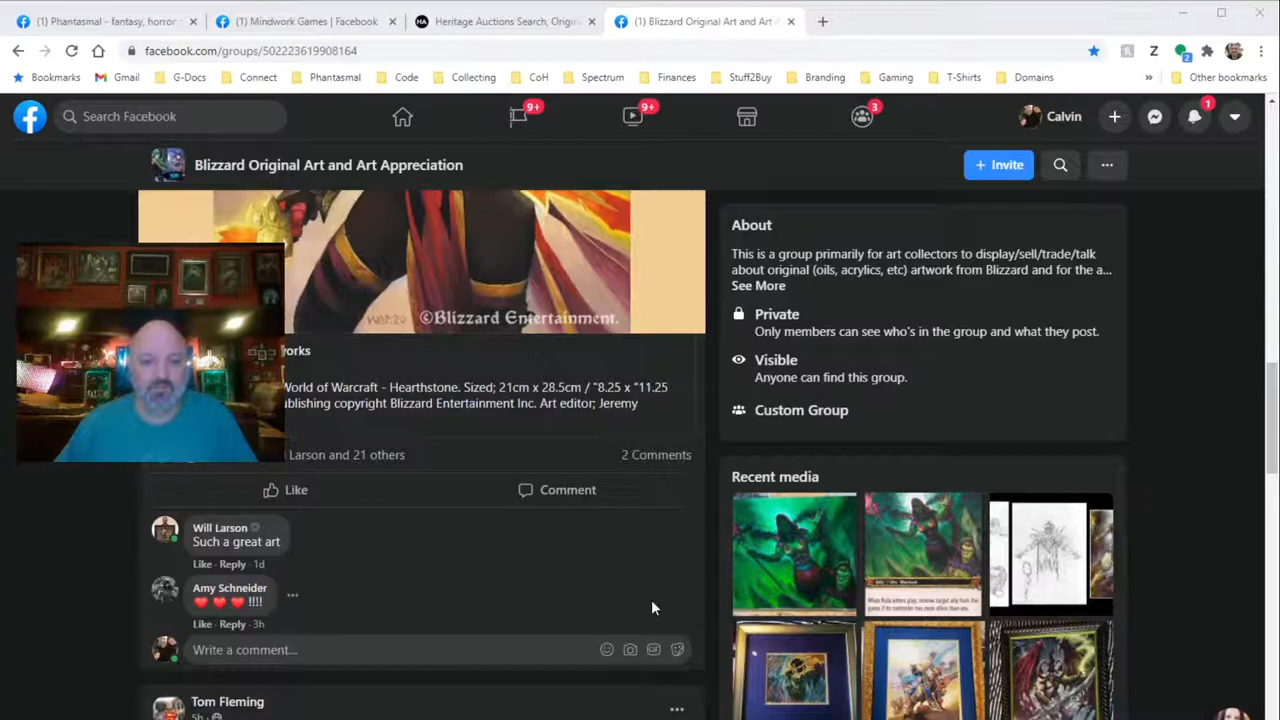 (1) Phantasmal - fantasy, horror
(1) Mindwork Games | Facebook
HA Heritage Auctions Search, Origin
(1) Blizzard Original Art and Art A
facebook.com/groups/502223619908164
Bookmarks Gmail G-Docs Connect Phantasmal Code Collecting CoH Spectrum Finances Stuff2Buy Branding Gaming T-Shirts Domains » Other bookmarks
Search Facebook
9+ 9+ 3 Calvin 1
Blizzard Original Art and Art Appreciation
+ Invite
©Blizzard Entertainment.
orks
World of Warcraft - Hearthstone. Sized; 21cm x 28.5cm / "8.25 x "11.25
ublishing copyright Blizzard Entertainment Inc. Art editor; Jeremy
Larson and 21 others
2 Comments
Like
Comment
Will Larson
Such a great art
Like · Reply · 1d
Amy Schneider
❤️ ❤️ ❤️ !!!!
Like · Reply · 3h
Write a comment...
Tom Fleming
5h
About
This is a group primarily for art collectors to display/sell/trade/talk
about original (oils, acrylics, etc) artwork from Blizzard and for the a...
See More
Private
Only members can see who's in the group and what they post.
Visible
Anyone can find this group.
Custom Group
Recent media